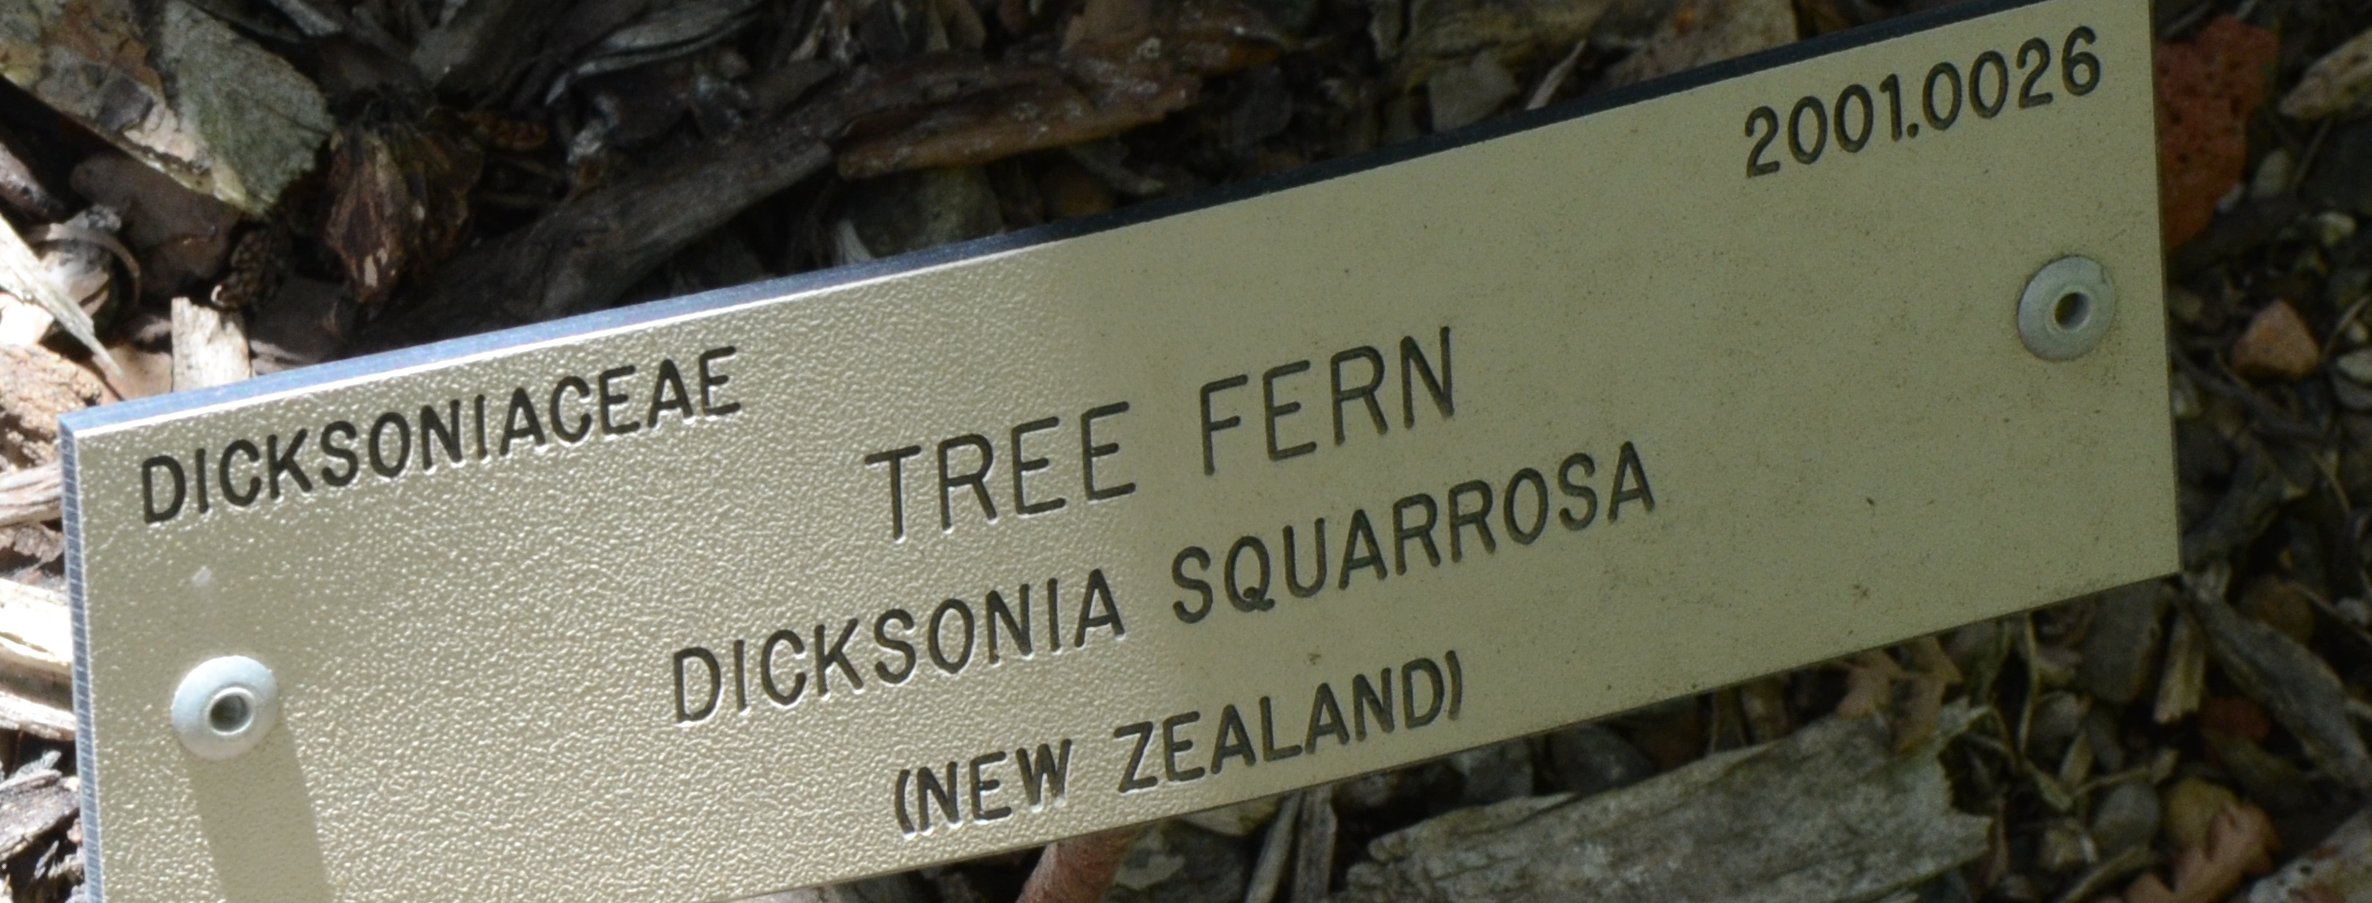 2001.0026
DICKSONIACEAE
TREE FERN
DICKSONIA SQUARROSA
(NEW ZEALAND)